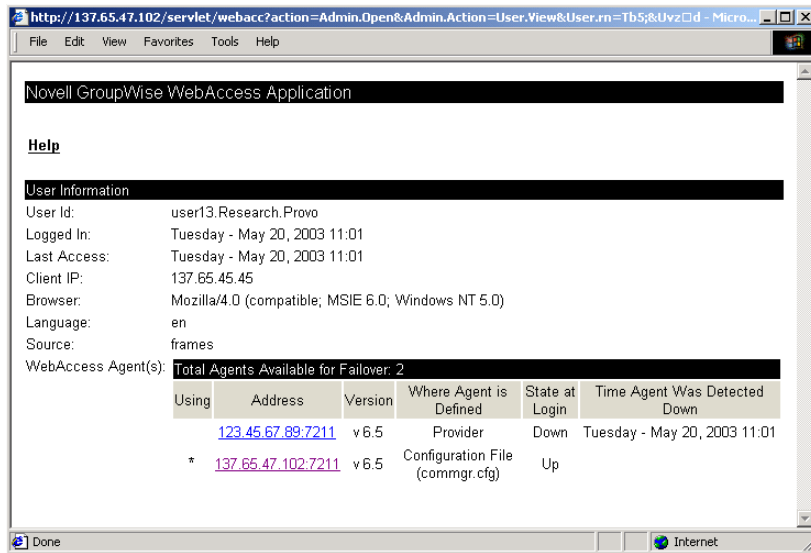 http://137.65.47.102/servlet/webacc?action=Admin.Open&Admin.Action=User.View&User.rn=Tb5;&Uvz□d - Micro...
File Edit View Favorites Tools Help
Novell GroupWise WebAccess Application
Help
User Information
User Id: user13.Research.Provo
Logged In: Tuesday - May 20, 2003 11:01
Last Access: Tuesday - May 20, 2003 11:01
Client IP: 137.65.45.45
Browser: Mozilla/4.0 (compatible; MSIE 6.0; Windows NT 5.0)
Language: en
Source: frames
WebAccess Agent(s): Total Agents Available for Failover: 2
Using Address Version Where Agent is Defined State at Login Time Agent Was Detected Down
123.45.67.89:7211 v 6.5 Provider Down Tuesday - May 20, 2003 11:01
* 137.65.47.102:7211 v 6.5 Configuration File (commgr.cfg) Up
Done Internet